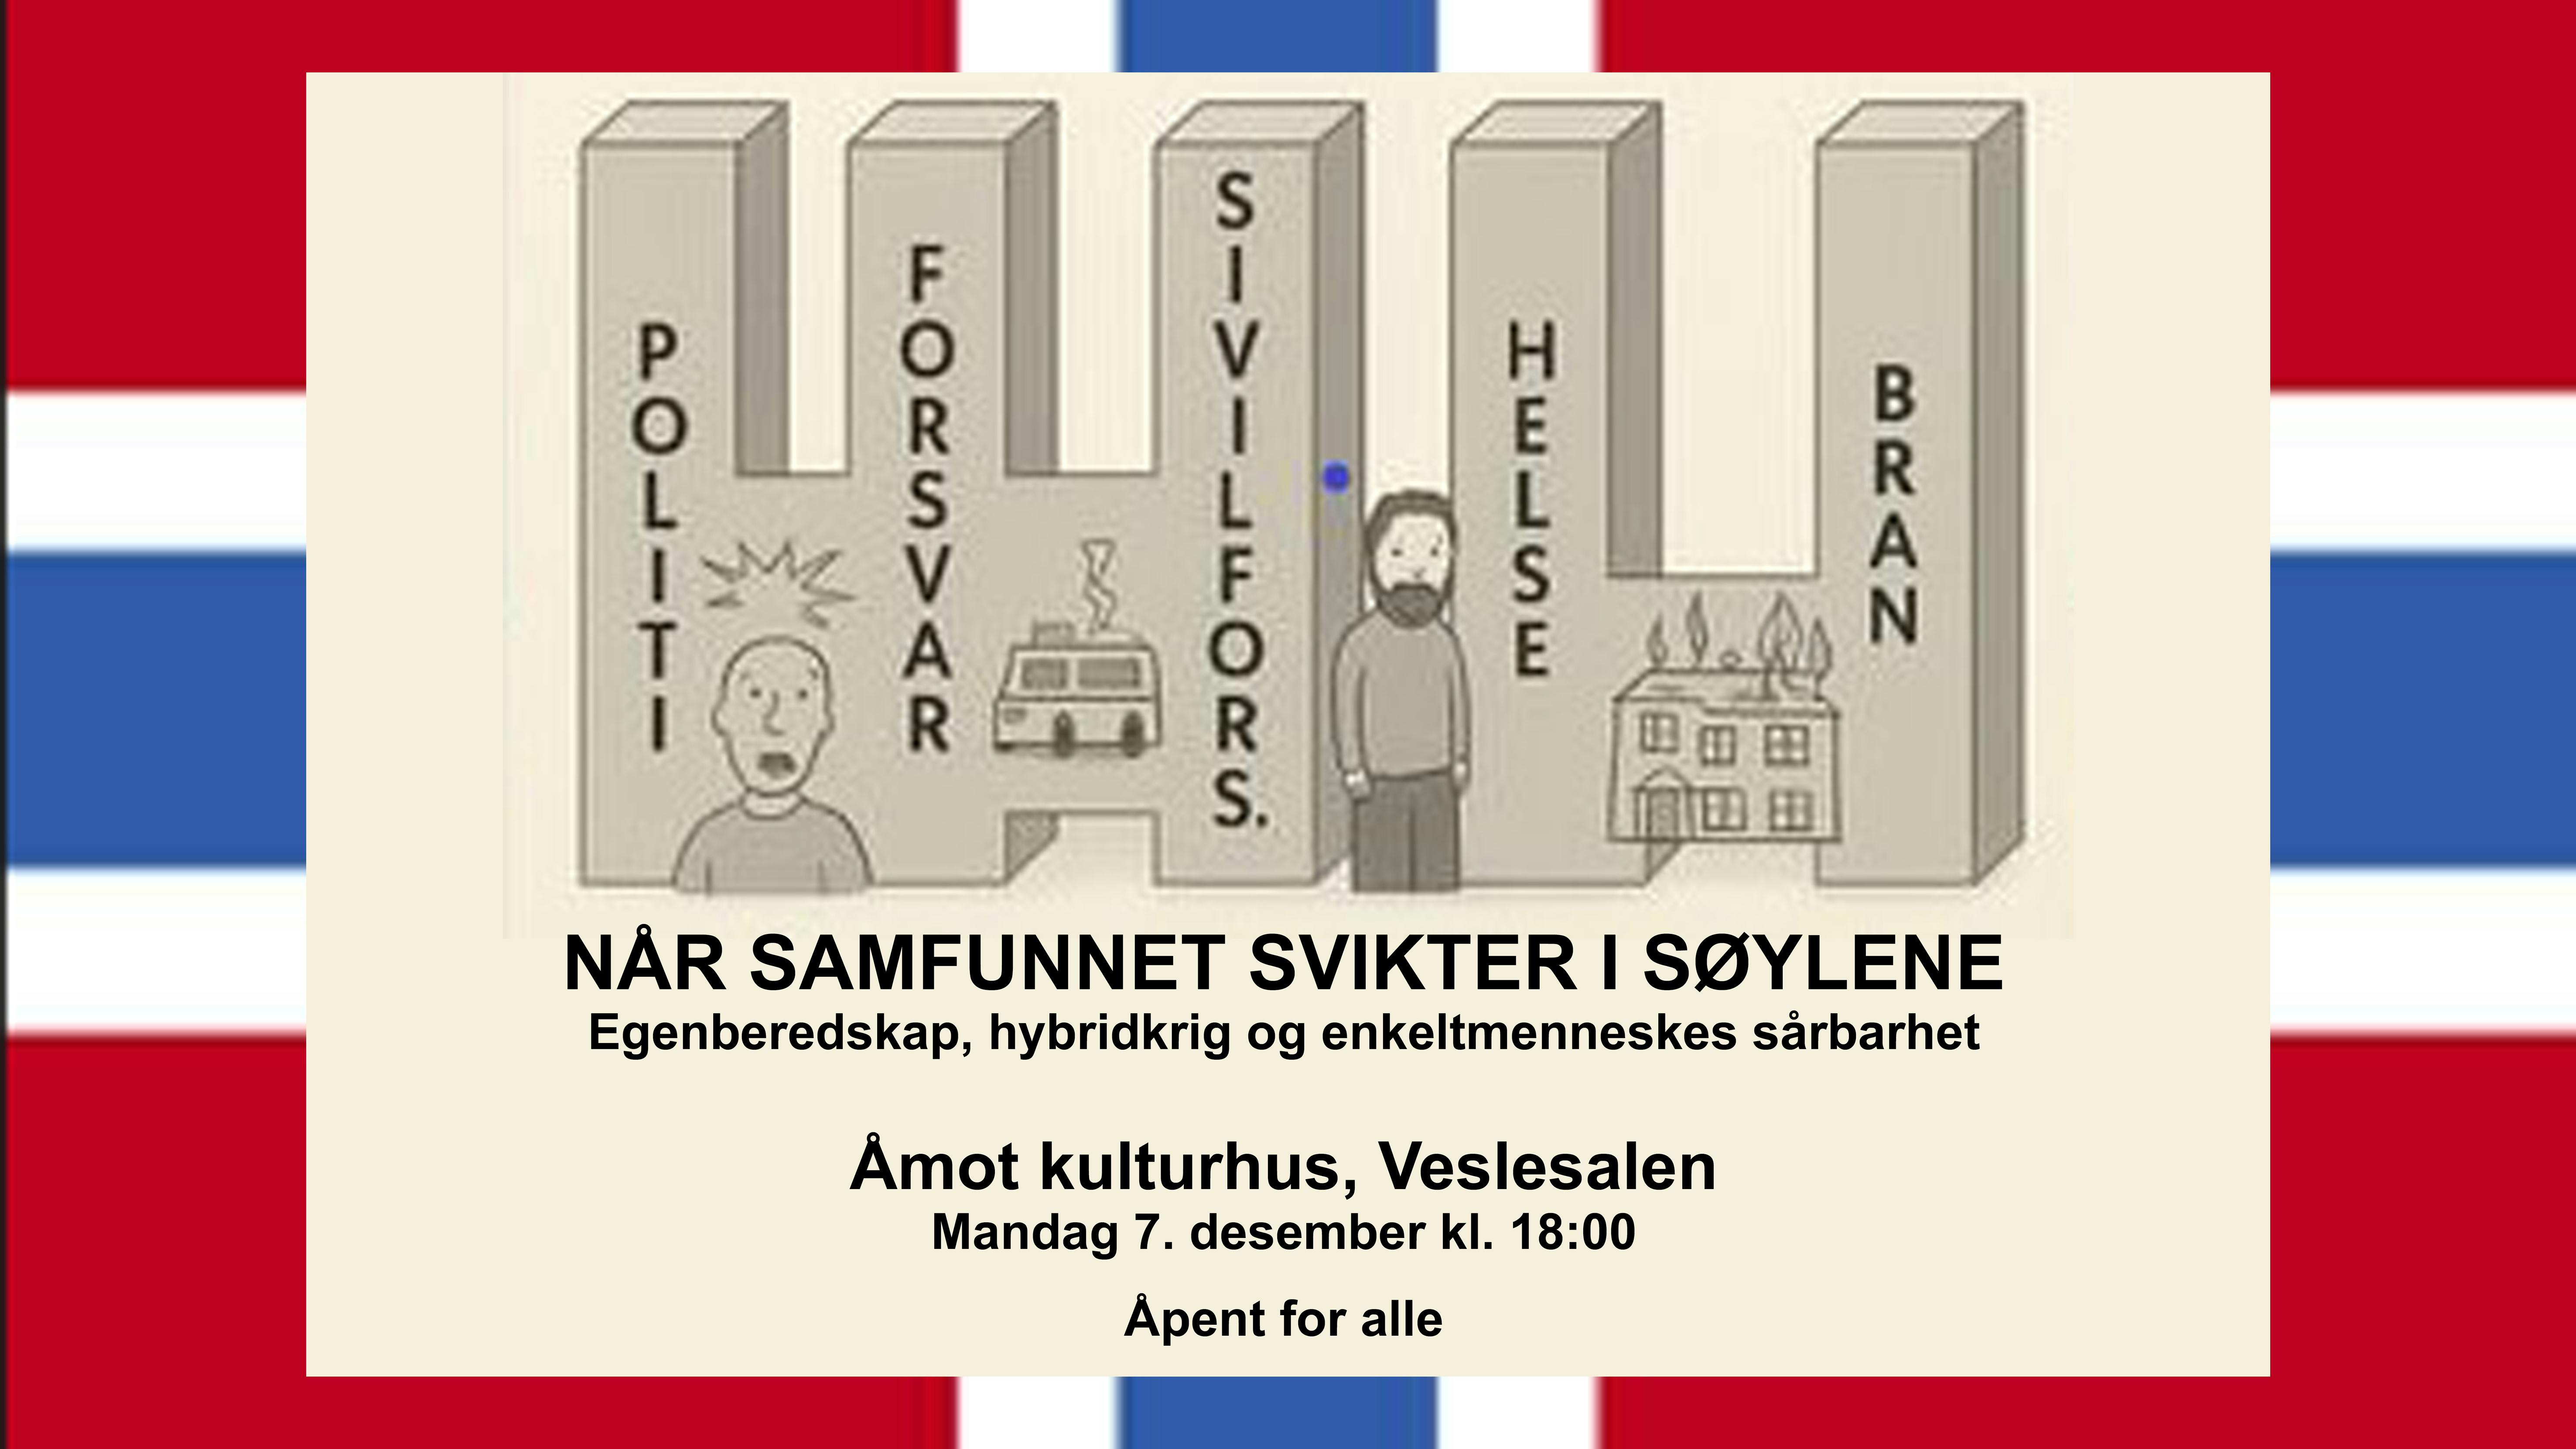 POLITI
FORSVAR
SIVILFORS.
HELSE
BRAN
NÅR SAMFUNNET SVIKTER I SØYLENE
Egenberedskap, hybridkrig og enkeltmenneskes sårbarhet
Åmot kulturhus, Veslesalen
Mandag 7. desember kl. 18:00
Åpent for alle